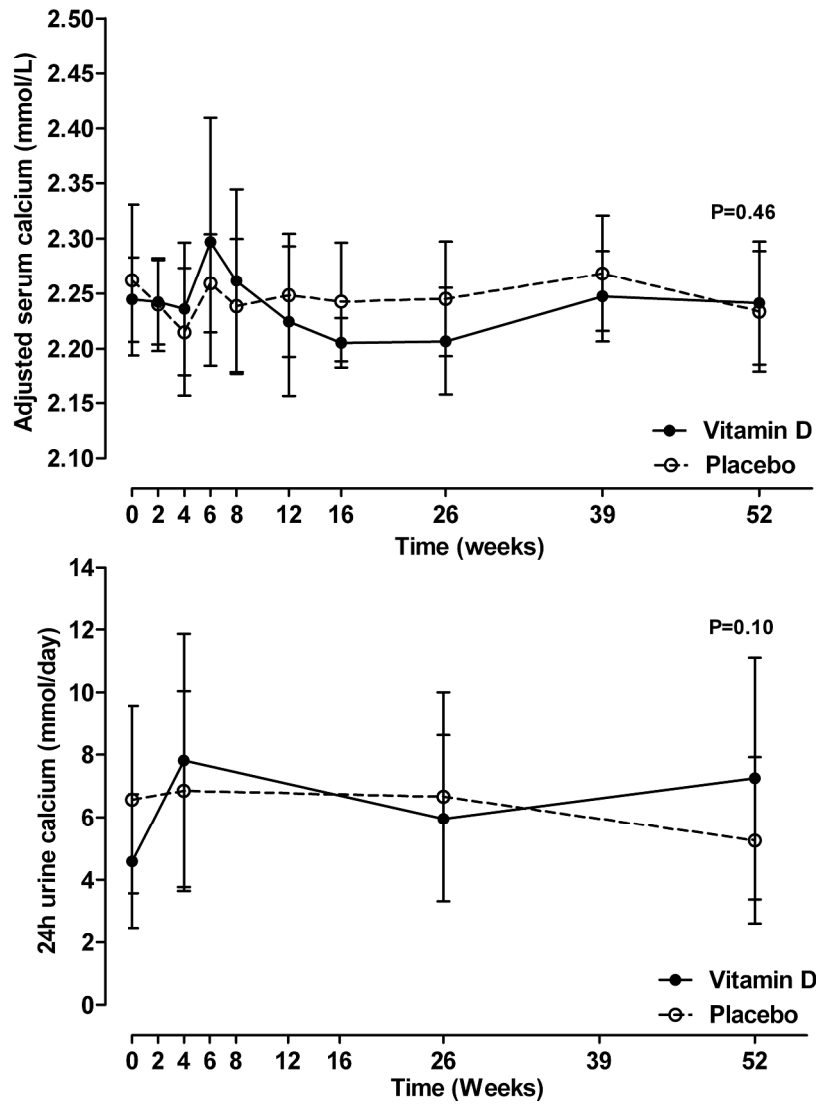 Adjusted serum calcium (mmol/L)
2.50
2.45
2.40
2.35
2.30
2.25
2.20
2.15
2.10
P=0.46
Vitamin D
Placebo
0 2 4 6 8 12 16 26 39 52
Time (weeks)
24h urine calcium (mmol/day)
14
12
10
8
6
4
2
0
P=0.10
Vitamin D
Placebo
0 2 4 6 8 12 16 26 39 52
Time (Weeks)